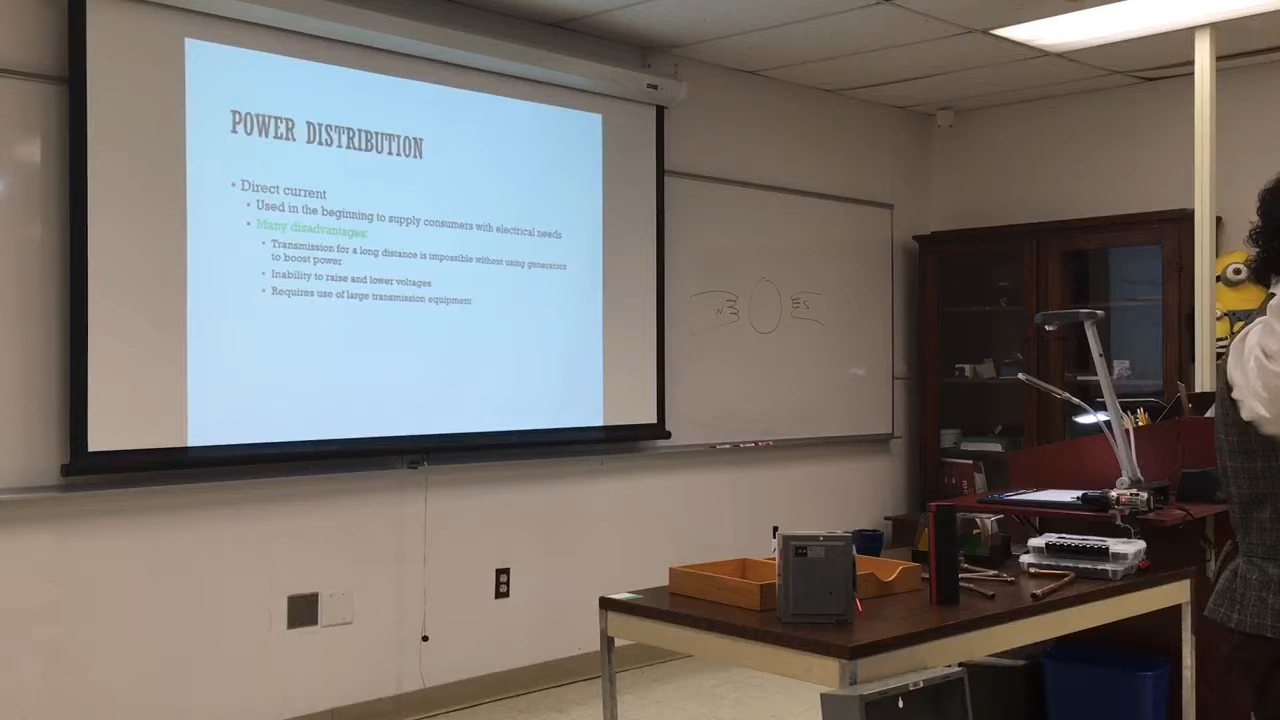 POWER DISTRIBUTION
• Direct current
• Used in the beginning to supply consumers with electrical needs
• Many disadvantages:
• Transmission for a long distance is impossible without using generators
to boost power
• Inability to raise and lower voltages
• Requires use of large transmission equipment
N
S